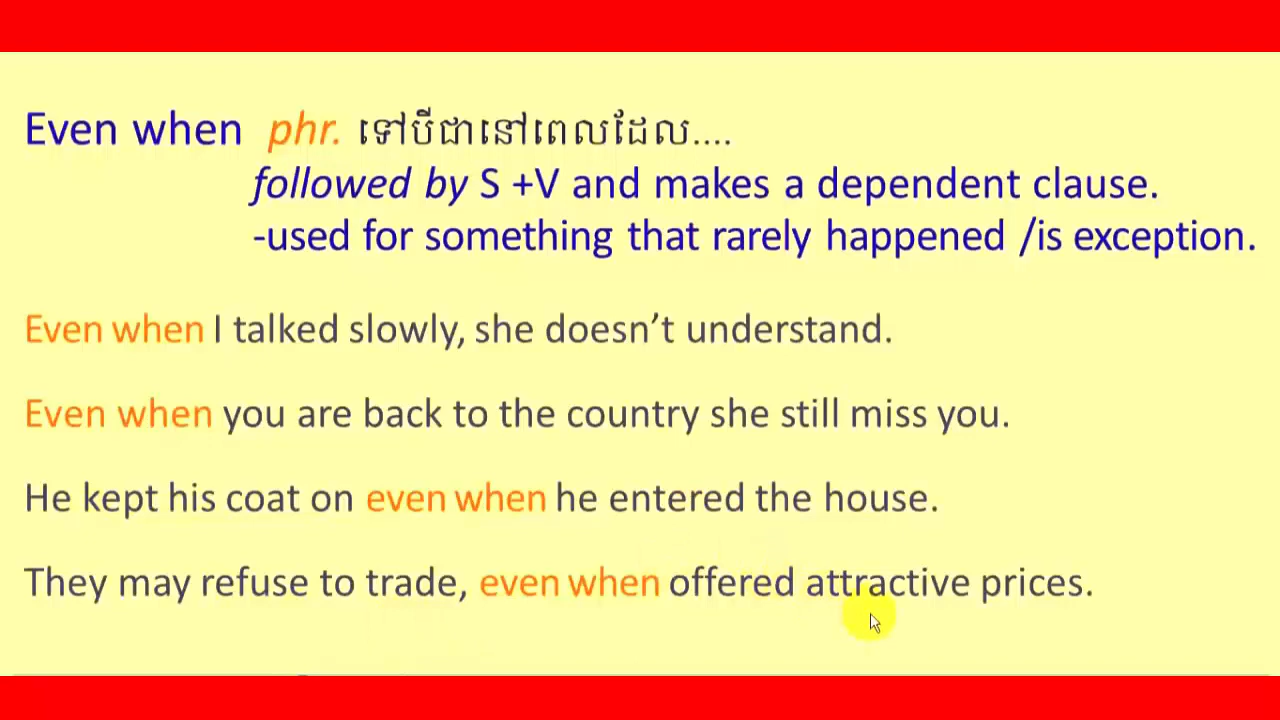 Even when phr. ទៅបីជានៅពេលដែល....
followed by S +V and makes a dependent clause.
-used for something that rarely happened /is exception.
Even when I talked slowly, she doesn’t understand.
Even when you are back to the country she still miss you.
He kept his coat on even when he entered the house.
They may refuse to trade, even when offered attractive prices.